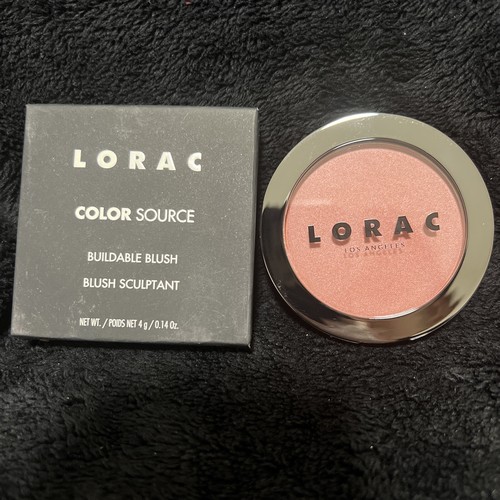 LORAC
COLOR SOURCE
BUILDABLE BLUSH
BLUSH SCULPTANT
NET WT. / POIDS NET 4 g / 0.14 Oz.
LORAC
LOS ANGELES